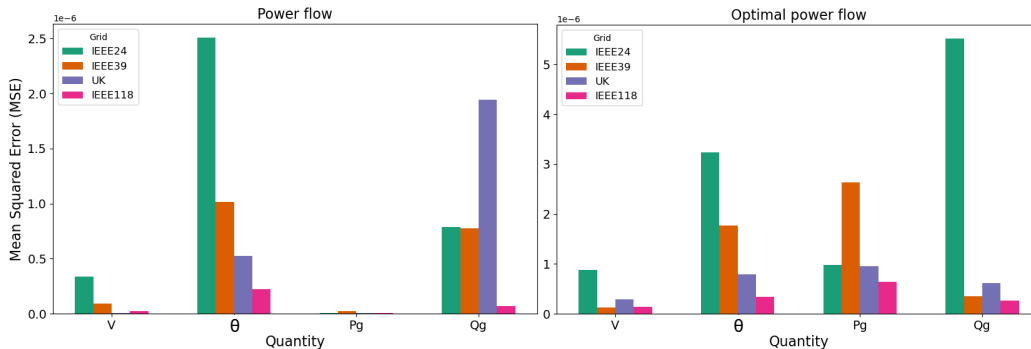 Power flow
1e−6
Mean Squared Error (MSE)
2.5
2.0
1.5
1.0
0.5
0.0
Grid
IEEE24
IEEE39
UK
IEEE118
V
θ
Pg
Qg
Quantity
Optimal power flow
1e−6
5
4
3
2
1
0
Grid
IEEE24
IEEE39
UK
IEEE118
V
θ
Pg
Qg
Quantity